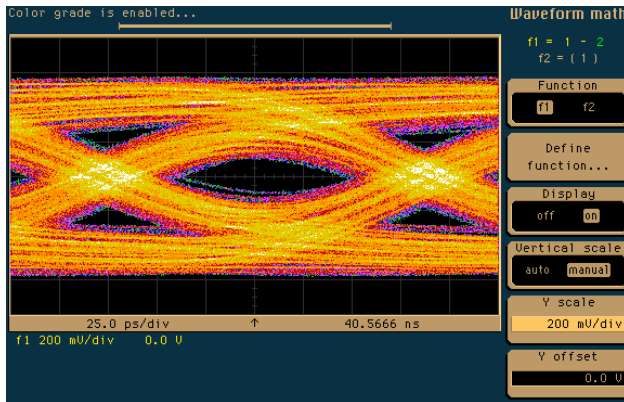 Color grade is enabled...
25.0 ps/div ↑ 40.5666 ns
f1 200 mV/div 0.0 V
Waveform math
f1 = 1 - 2
f2 = ( 1 )
Function
f1 f2
Define
function...
Display
off on
Vertical scale
auto manual
Y scale
200 mV/div
Y offset
0.0 V